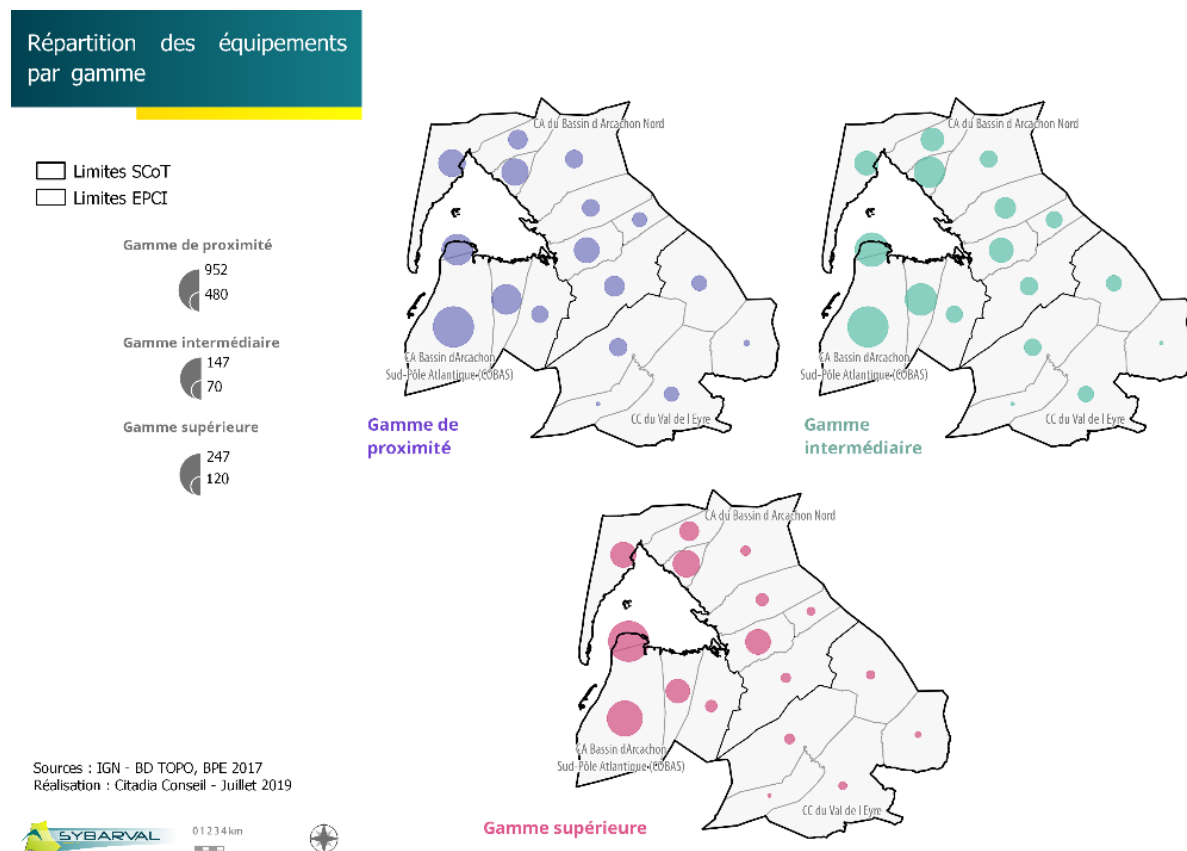 Répartition des équipements
par gamme
Limites SCoT
Limites EPCI
Gamme de proximité
952
480
Gamme intermédiaire
147
70
Gamme supérieure
247
120
CA du Bassin d Arcachon Nord
CA Bassin dArcachon
Sud-Pôle Atlantique (COBAS)
CC du Val de l Eyre
Gamme de
proximité
CA du Bassin d Arcachon Nord
CA Bassin dArcachon
Sud-Pôle Atlantique (COBAS)
CC du Val de l Eyre
Gamme
intermédiaire
CA du Bassin d Arcachon Nord
CA Bassin dArcachon
Sud-Pôle Atlantique (COBAS)
CC du Val de l Eyre
Gamme supérieure
Sources : IGN - BD TOPO, BPE 2017
Réalisation : Citadia Conseil - Juillet 2019
SYBARVAL
0 1 2 3 4 km